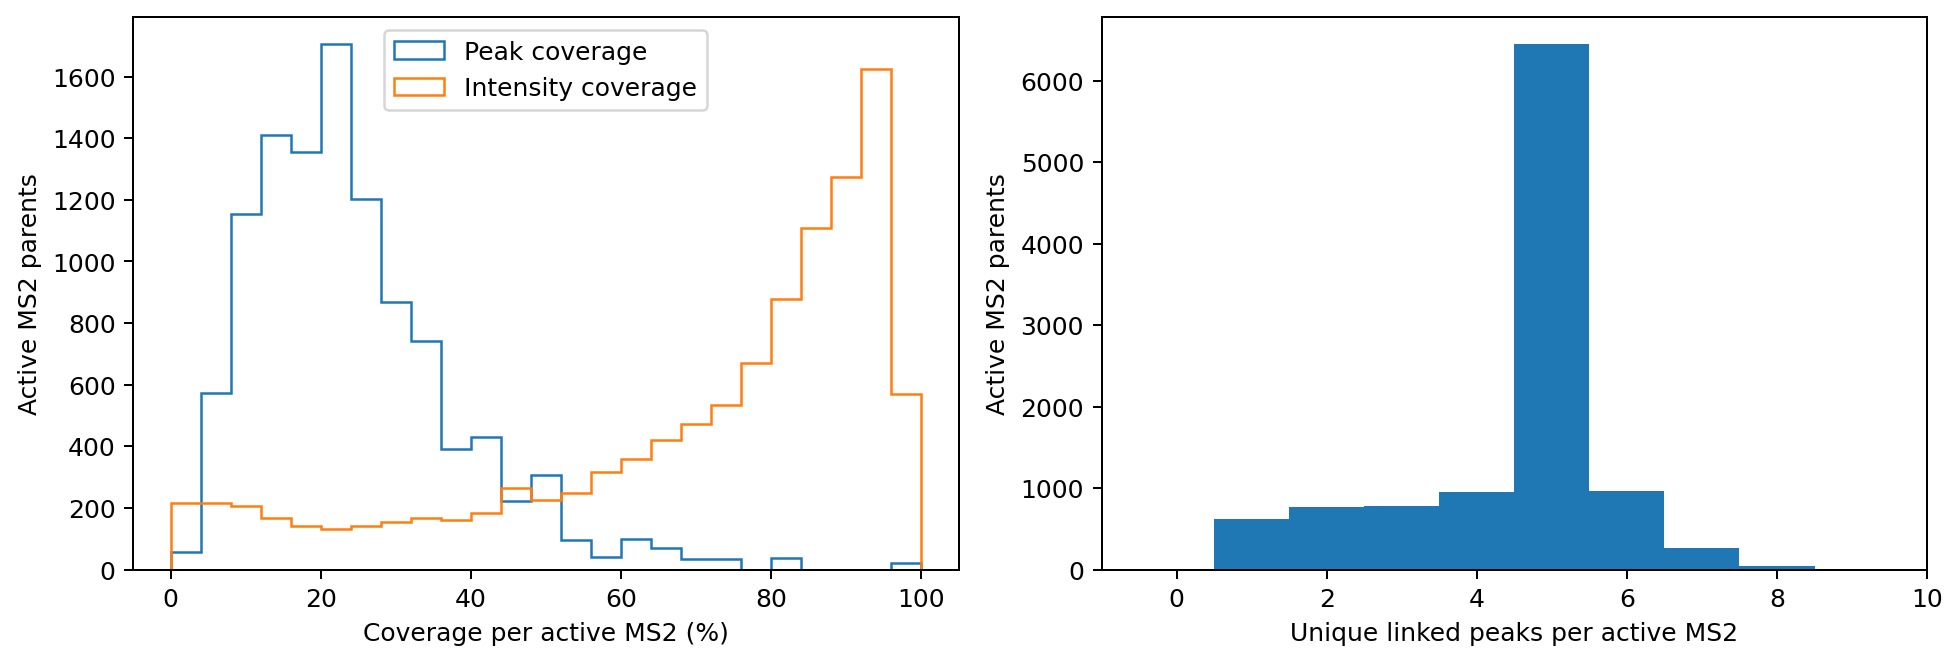 Peak coverage
Intensity coverage
Active MS2 parents
1600
1400
1200
1000
800
600
400
200
0
0 20 40 60 80 100
Coverage per active MS2 (%)
Active MS2 parents
6000
5000
4000
3000
2000
1000
0
0 2 4 6 8 10
Unique linked peaks per active MS2